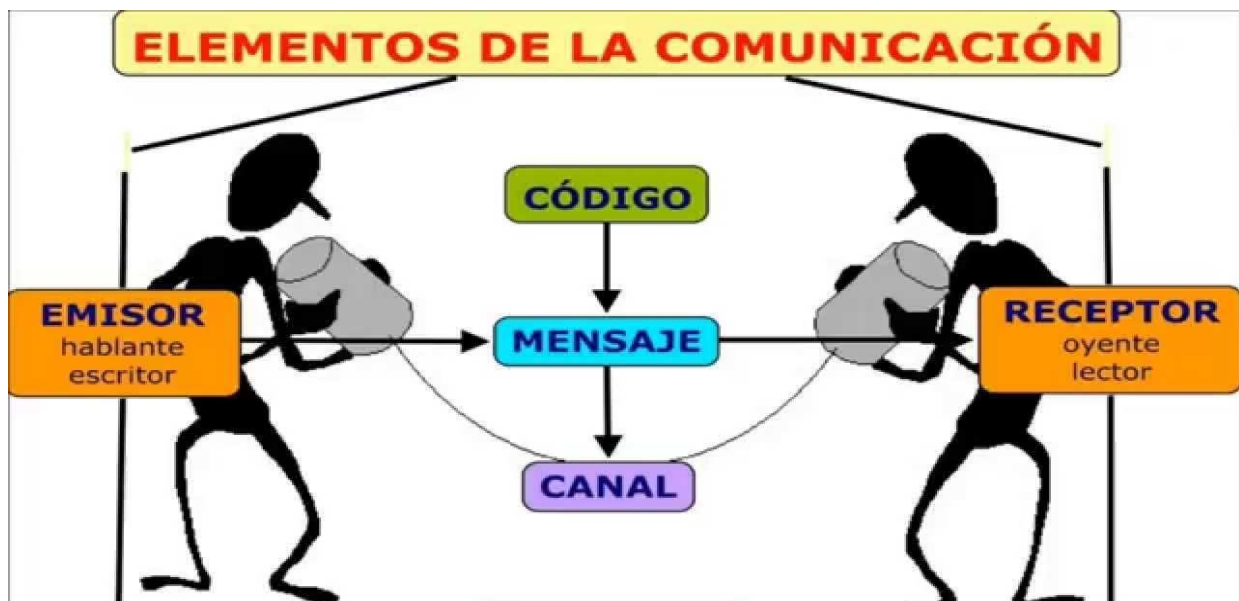 ELEMENTOS DE LA COMUNICACIÓN
CÓDIGO
EMISOR
hablante
escritor
MENSAJE
RECEPTOR
oyente
lector
CANAL